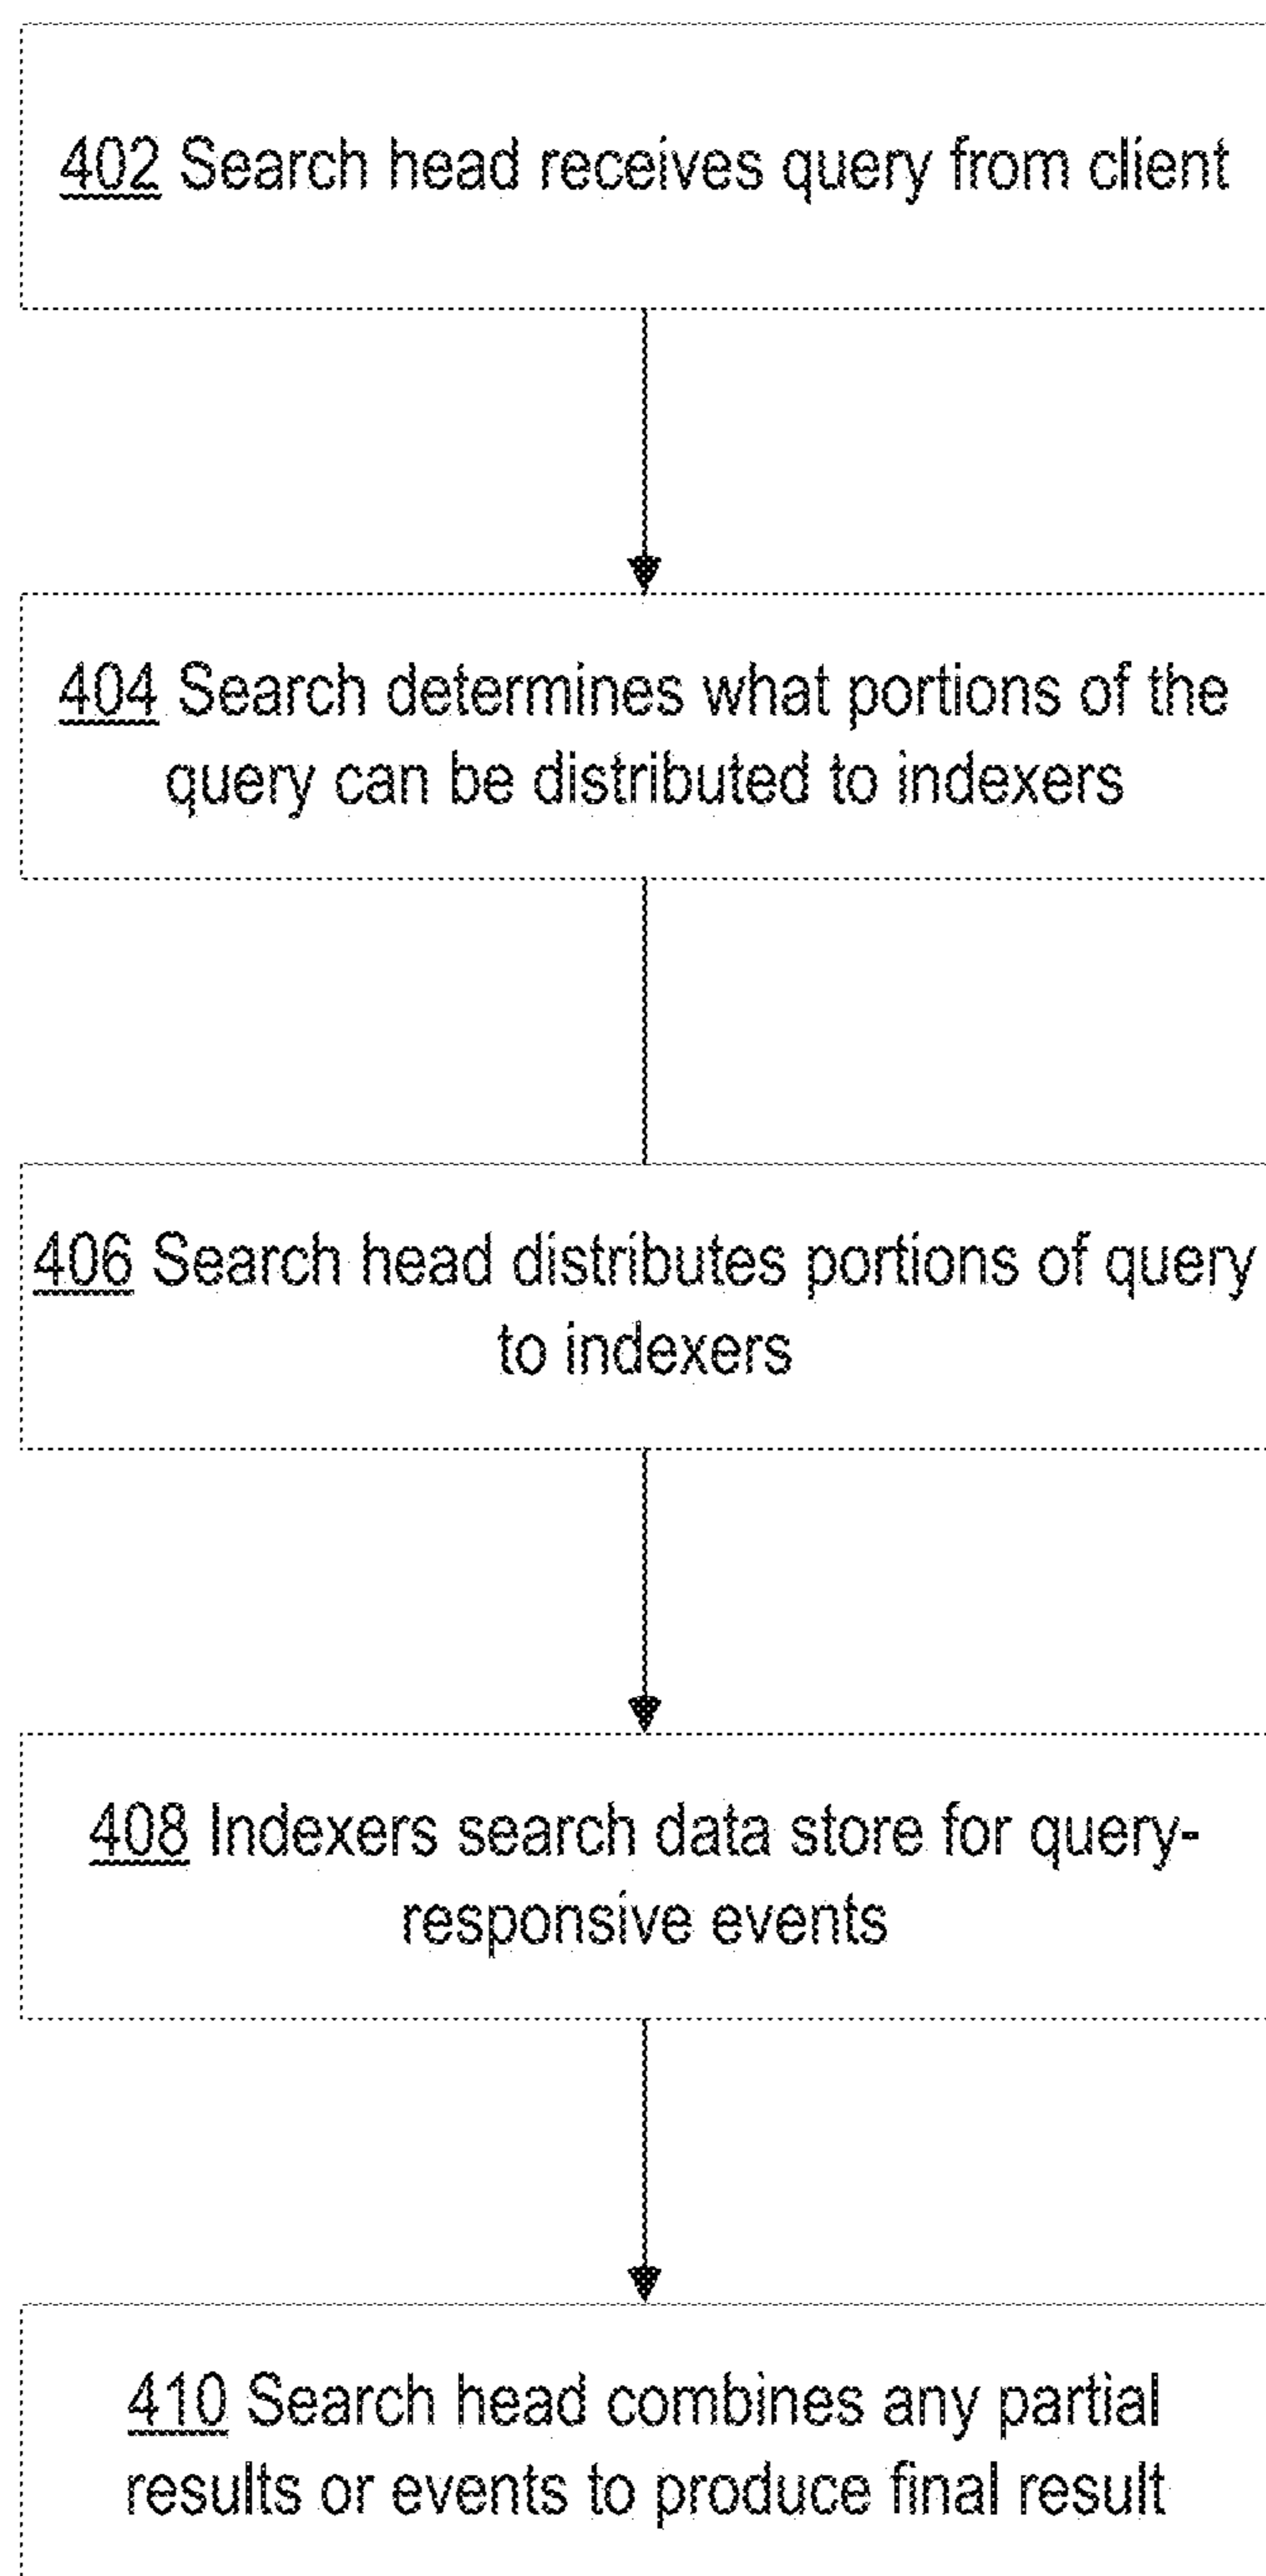 402 Search head receives query from client
404 Search determines what portions of the
query can be distributed to indexers
406 Search head distributes portions of query
to indexers
408 Indexers search data store for query-
responsive events
410 Search head combines any partial
results or events to produce final result